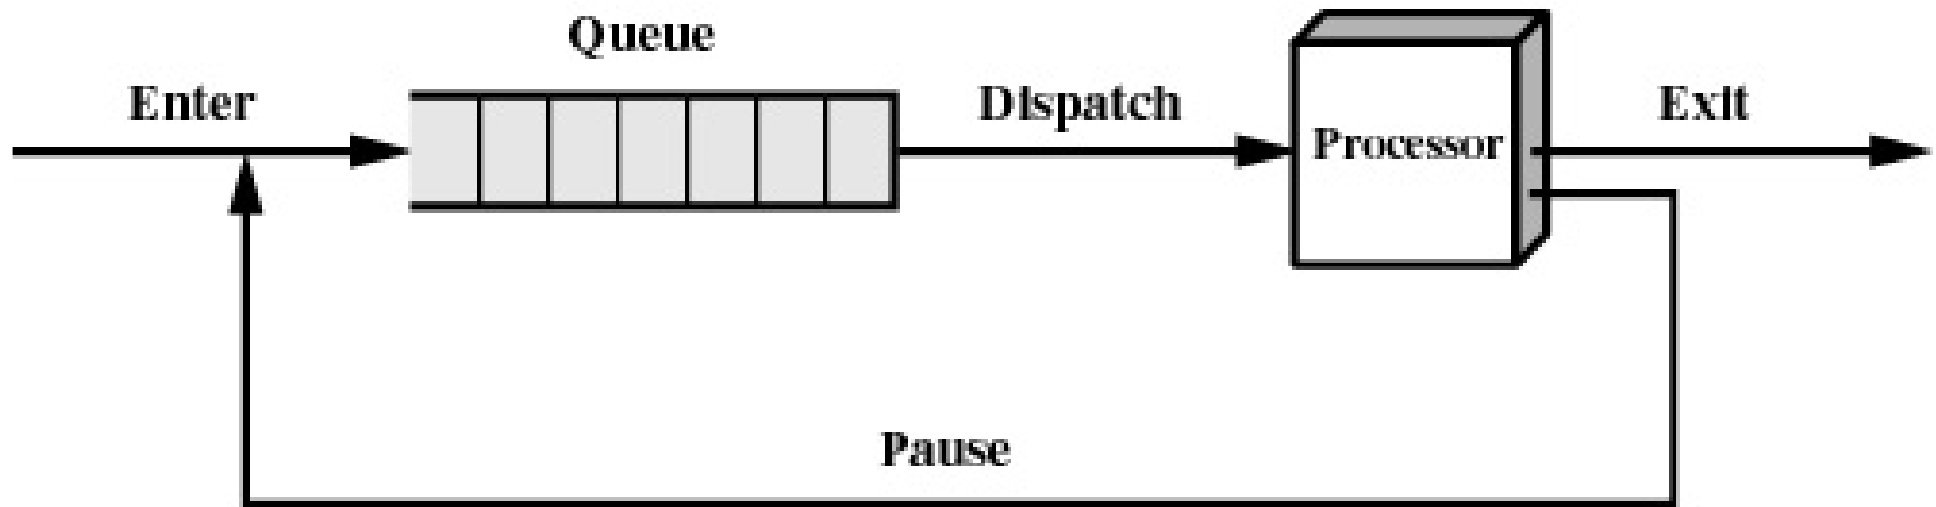 Queue
Enter
Dispatch
Processor
Exit
Pause